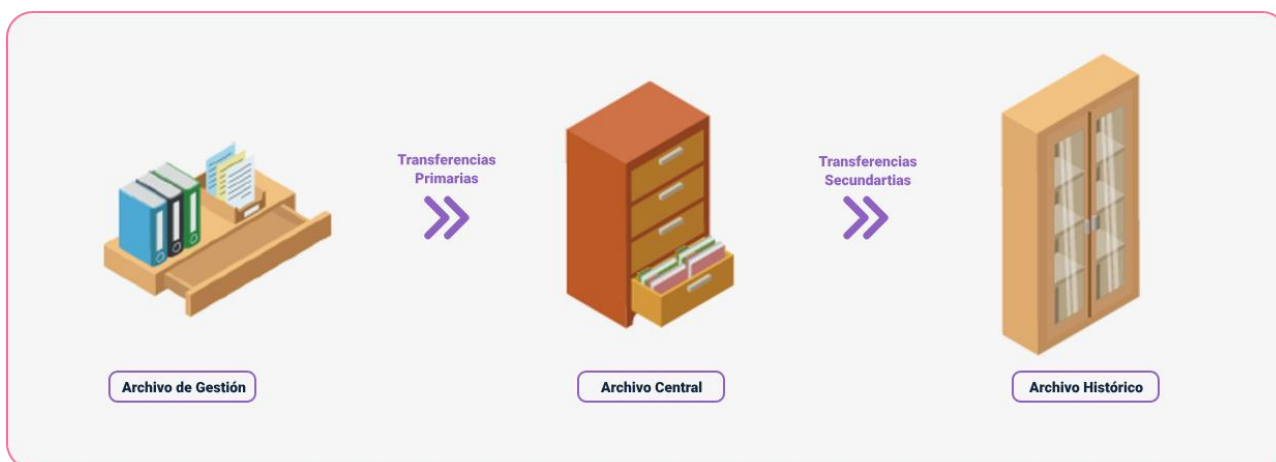 Transferencias
Primarias
Transferencias
Secundartias
Archivo de Gestión
Archivo Central
Archivo Histórico